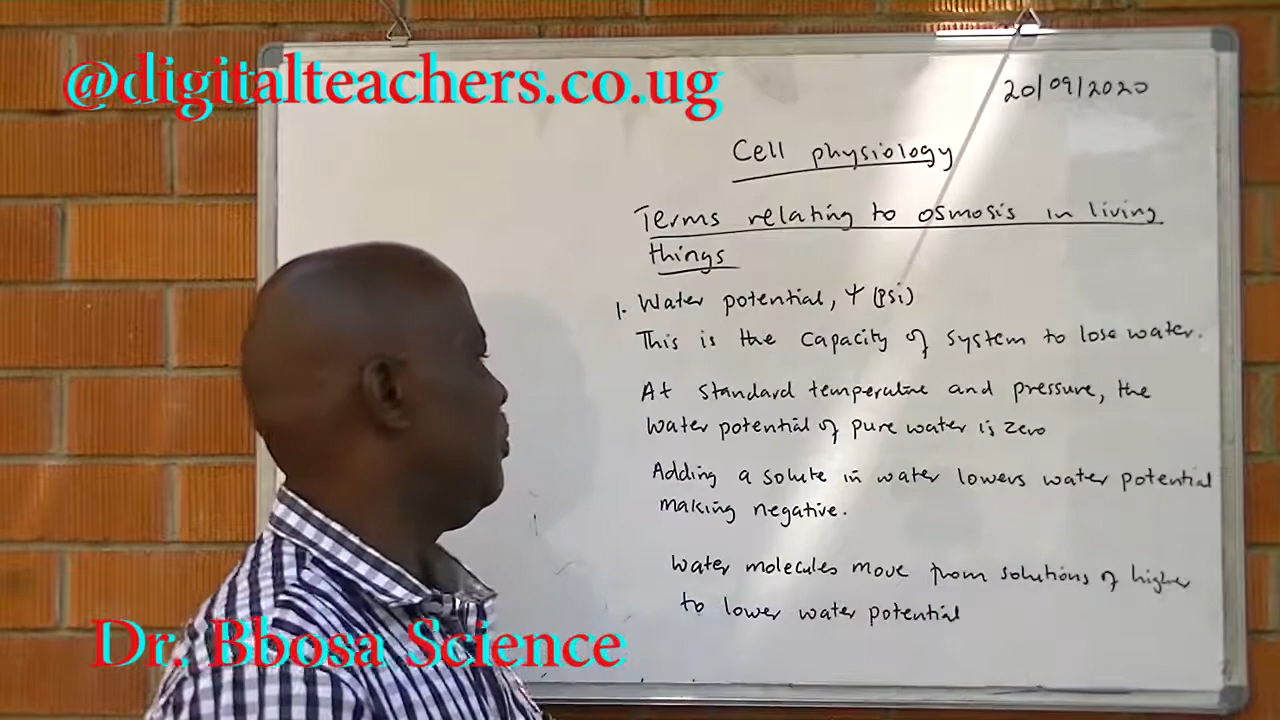 @digitalteachers.co.ug
20/09/2020
Cell physiology
Terms relating to osmosis in living
things
1. Water potential, Ψ (psi)
This is the capacity of system to lose water.
At standard temperature and pressure, the
water potential of pure water is zero
Adding a solute in water lowers water potential
making negative.
Water molecules move from solutions of higher
to lower water potential
Dr. Bbosa Science